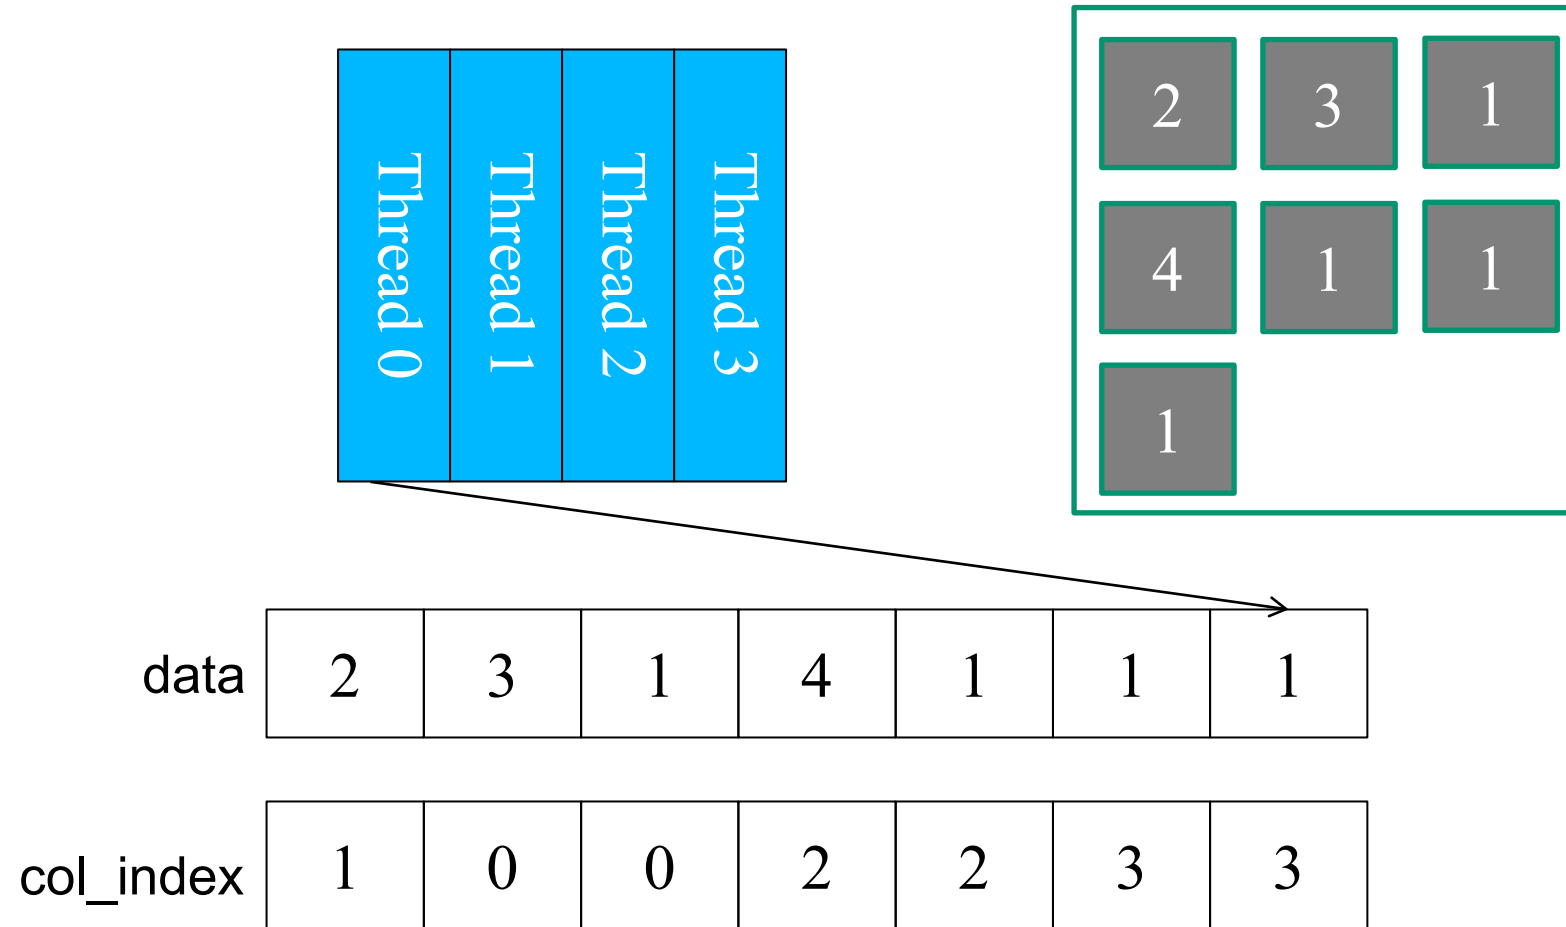 Thread 0
Thread 1
Thread 2
Thread 3
2 3 1
4 1 1
1
data 2 3 1 4 1 1 1
col_index 1 0 0 2 2 3 3